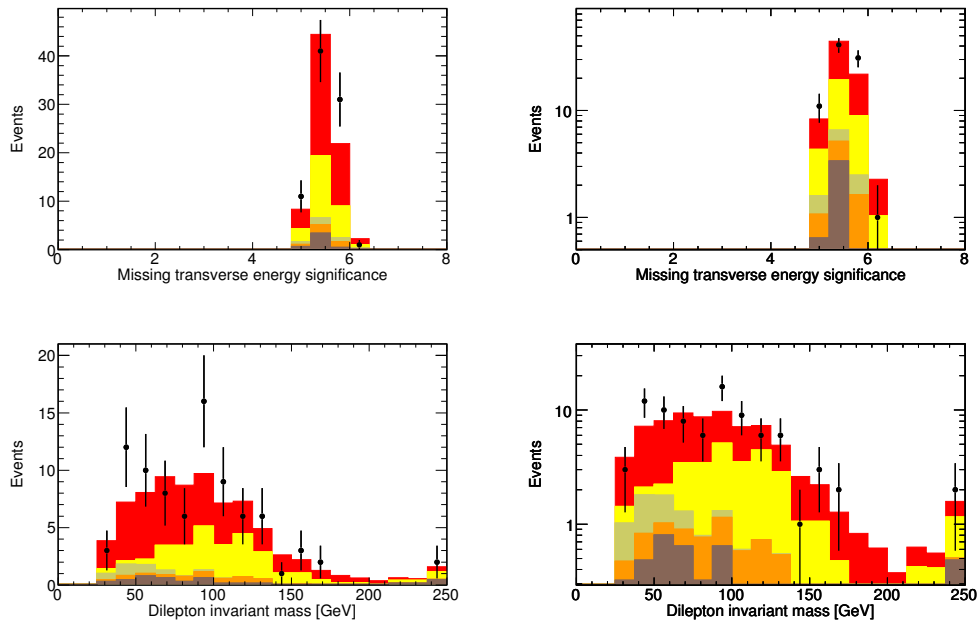 Events
40
30
20
10
0
0 2 4 6 8
Missing transverse energy significance
Events
10
1
0 2 4 6 8
Missing transverse energy significance
Events
20
15
10
5
0
0 50 100 150 200 250
Dilepton invariant mass [GeV]
Events
10
1
0 50 100 150 200 250
Dilepton invariant mass [GeV]